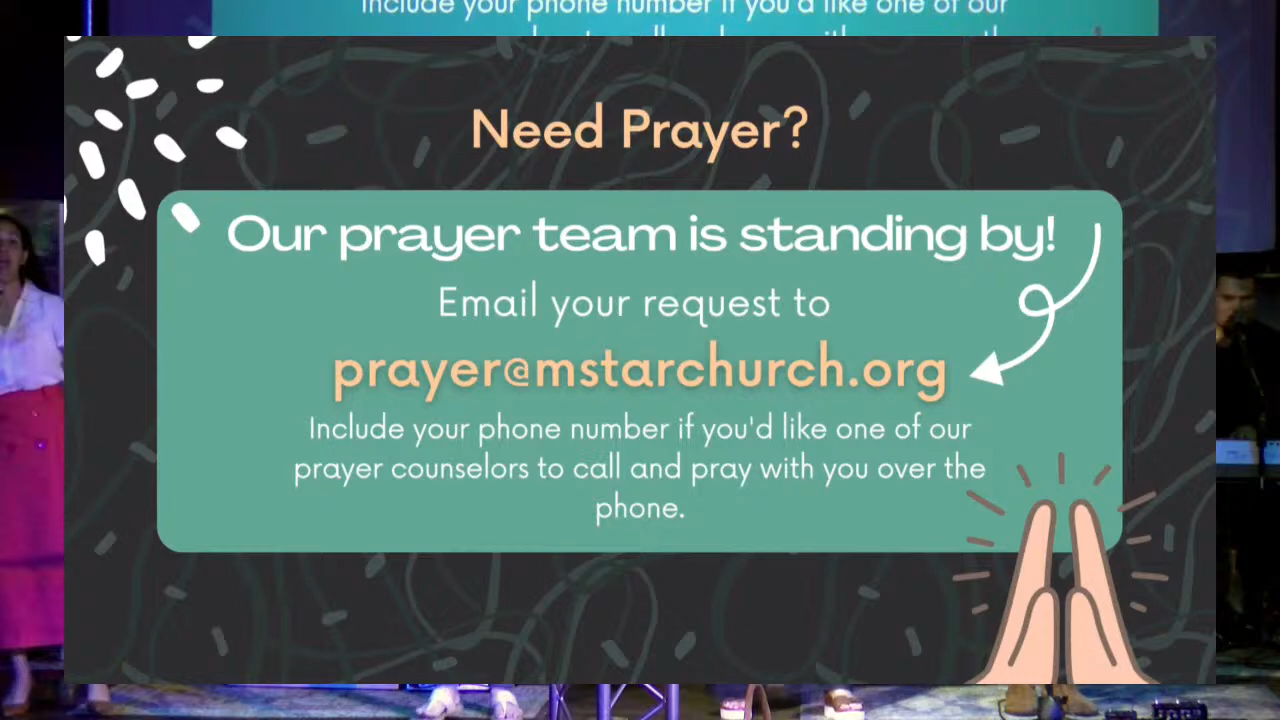 Include your phone number if you'd like one of our
Need Prayer?
Our prayer team is standing by!
Email your request to
prayer@mstarchurch.org
Include your phone number if you'd like one of our
prayer counselors to call and pray with you over the
phone.